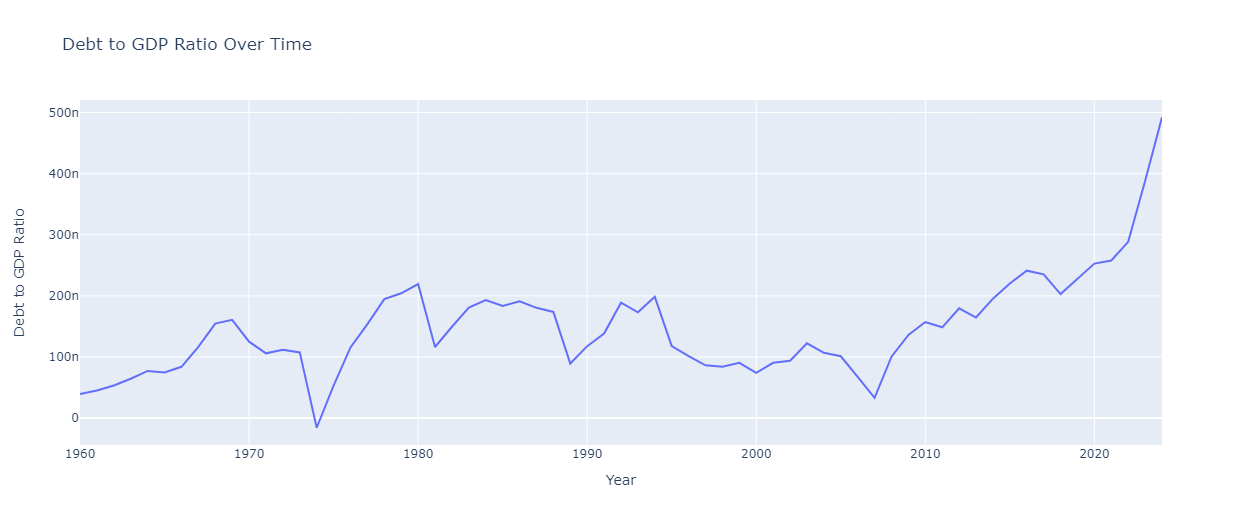 Debt to GDP Ratio Over Time
500n
400n
300n
200n
100n
0
Debt to GDP Ratio
1960 1970 1980 1990 2000 2010 2020
Year